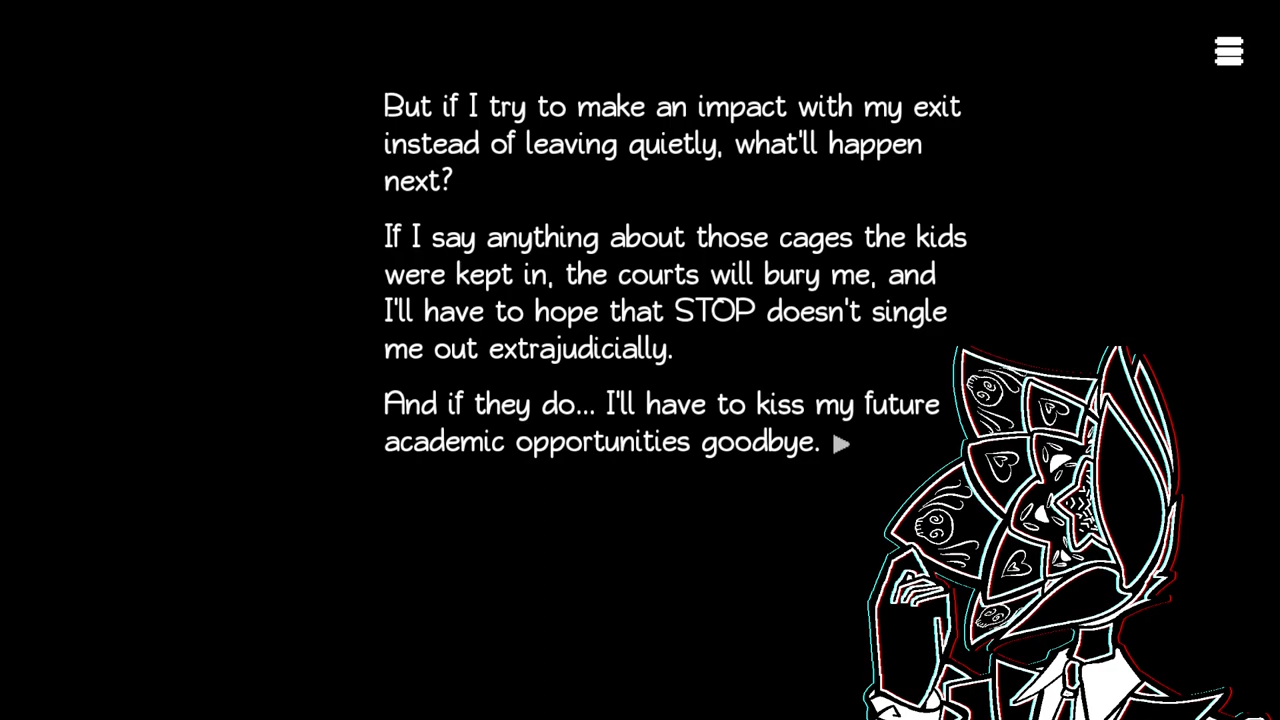 But if I try to make an impact with my exit
instead of leaving quietly, what'll happen
next?
If I say anything about those cages the kids
were kept in, the courts will bury me, and
I'll have to hope that STOP doesn't single
me out extrajudicially.
And if they do... I'll have to kiss my future
academic opportunities goodbye.